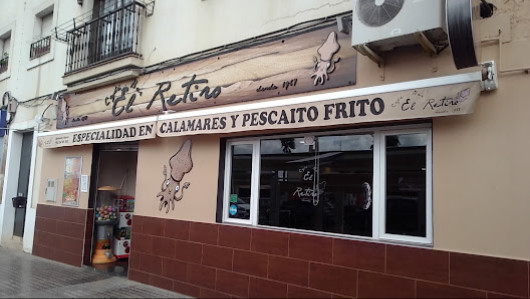 El Retiro
desde 1917
ESPECIALIDAD EN CALAMARES Y PESCAITO FRITO
El Retiro
El Retiro